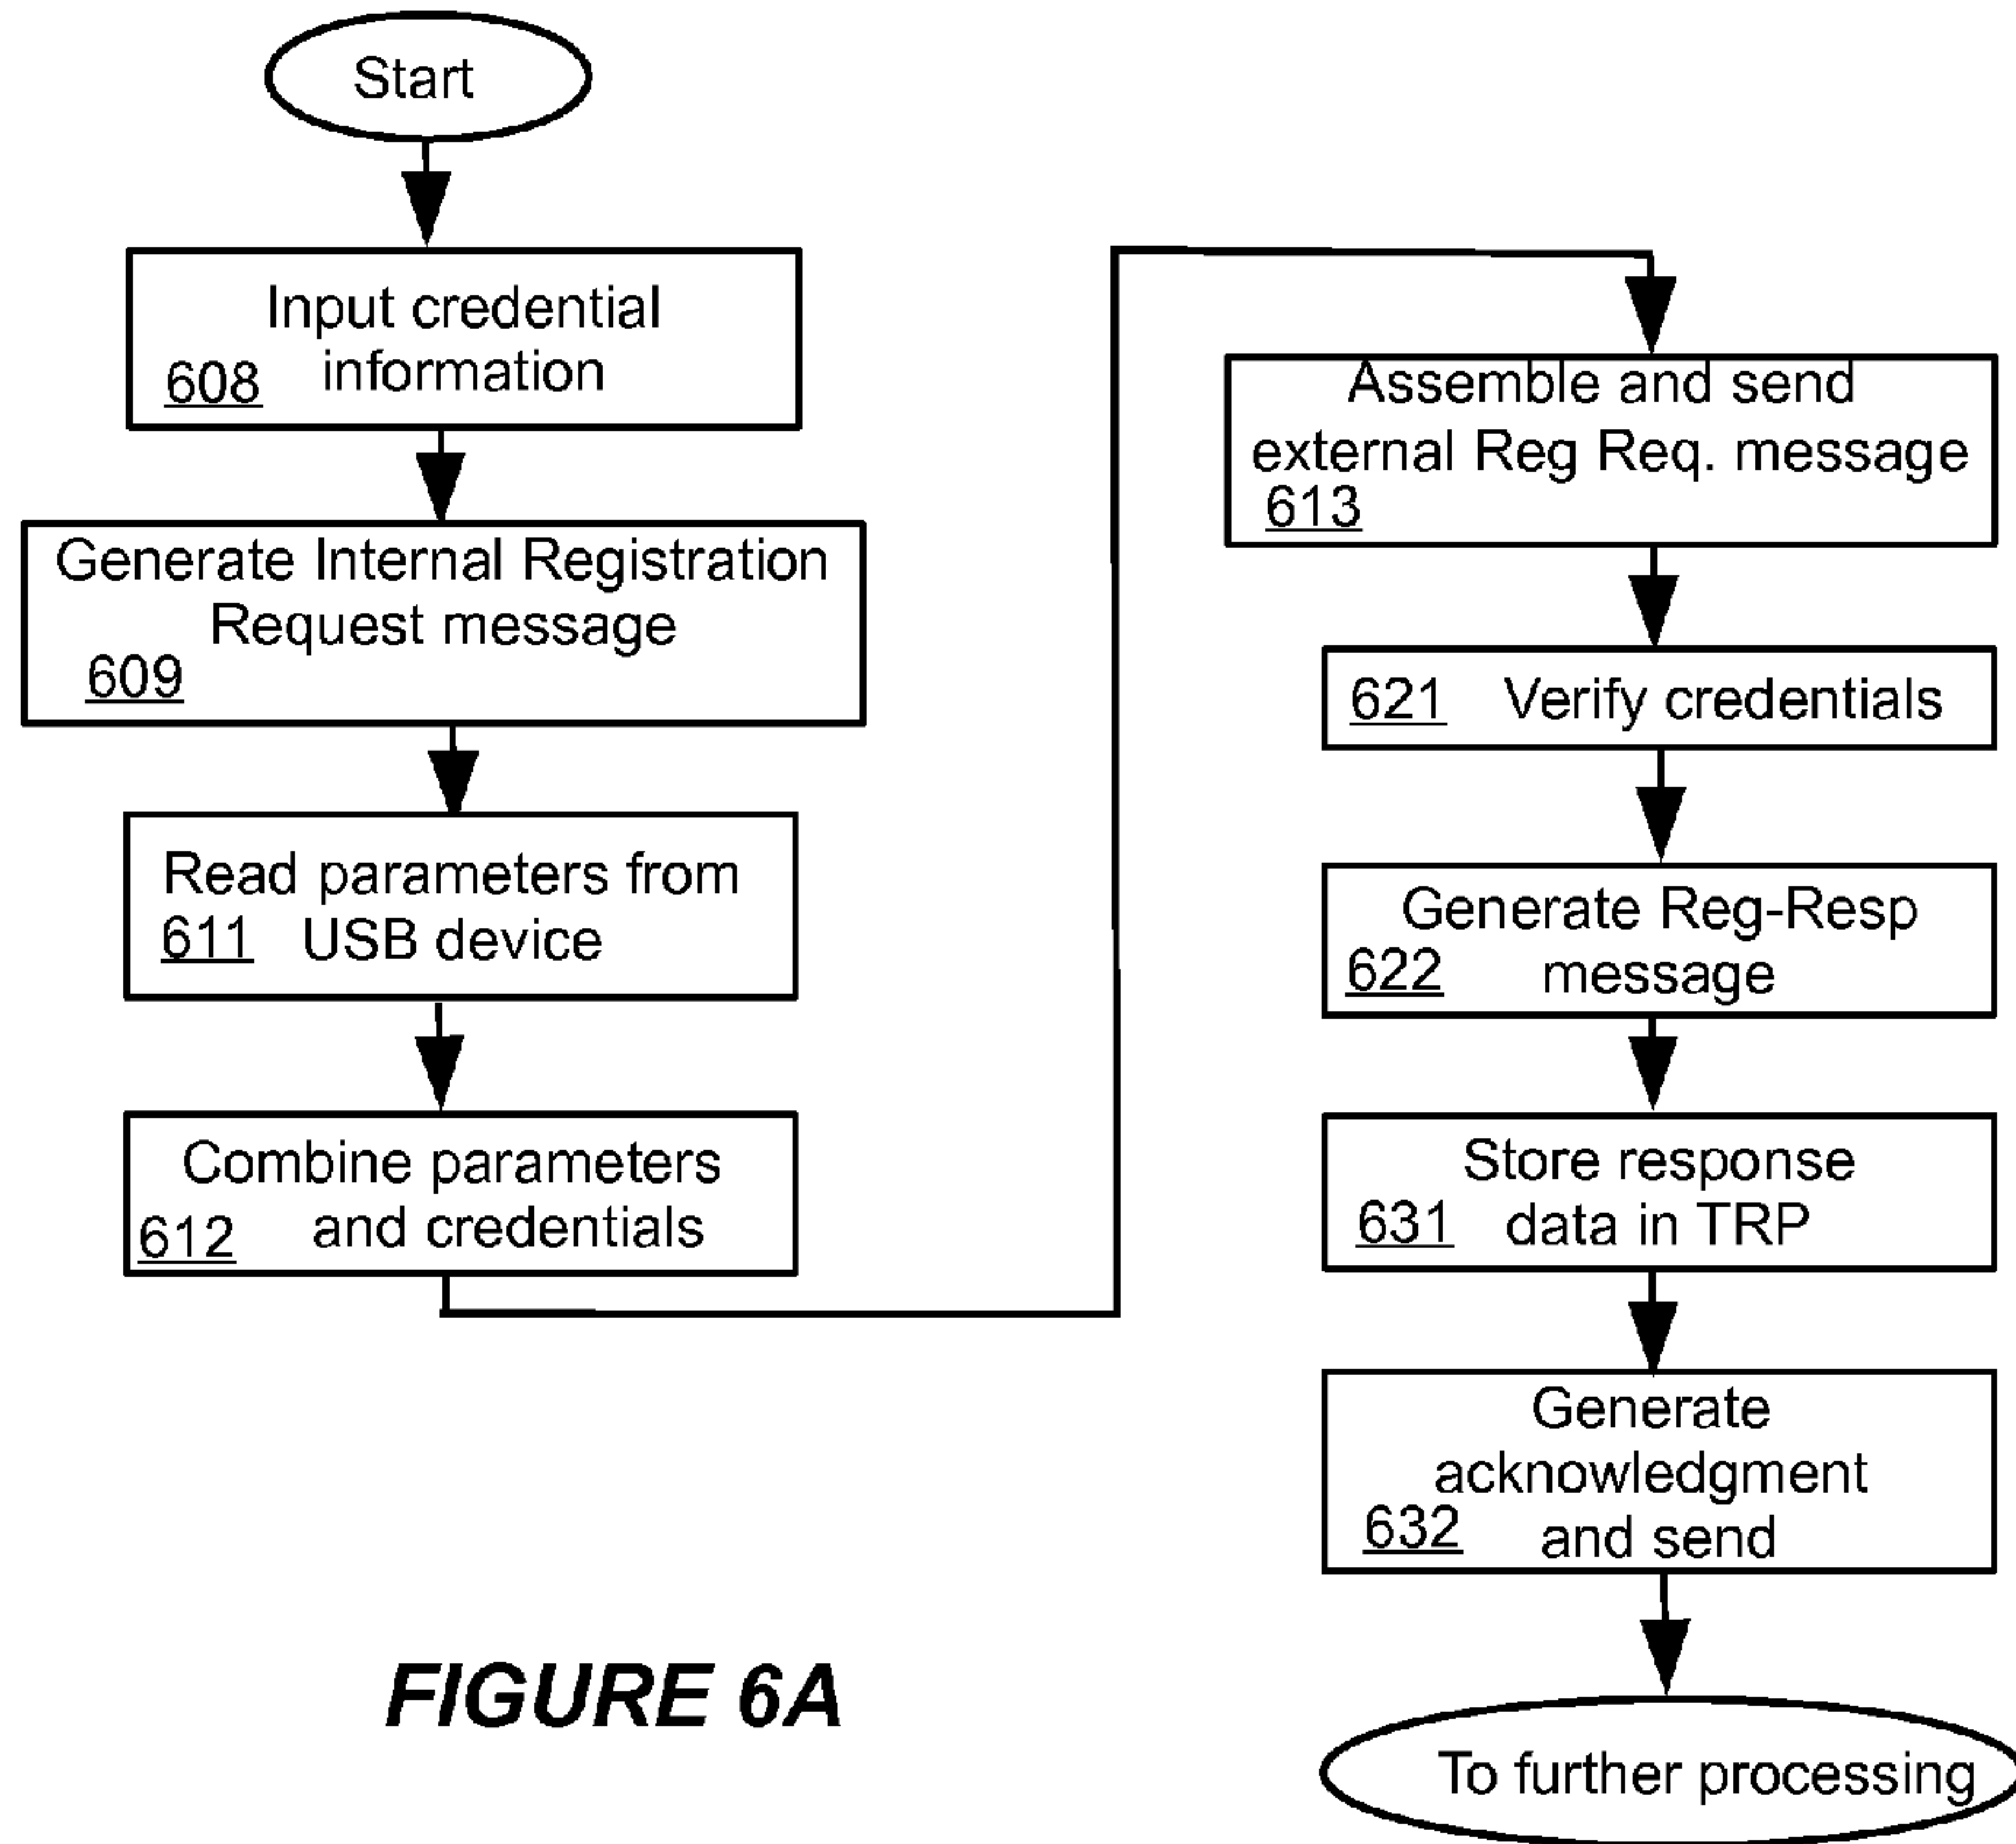 Start
Input credential
information
608
Generate Internal Registration
Request message
609
Read parameters from
611 USB device
Combine parameters
612 and credentials
Assemble and send
external Reg Req. message
613
621 Verify credentials
Generate Reg-Resp
622 message
Store response
631 data in TRP
Generate
acknowledgment
632 and send
To further processing
FIGURE 6A